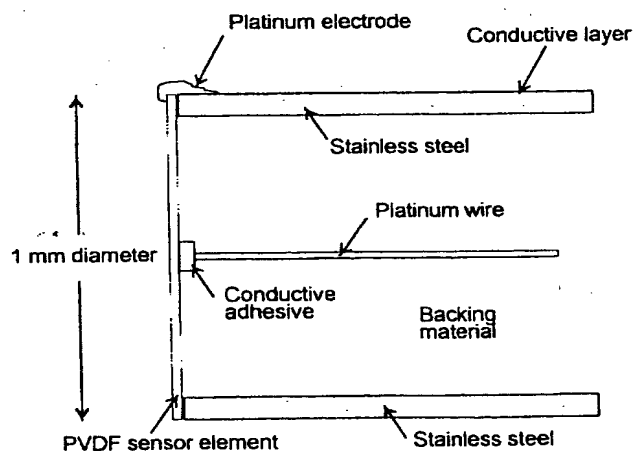 Platinum electrode
Conductive layer
Stainless steel
Platinum wire
1 mm diameter
Conductive
adhesive
Backing
material
PVDF sensor element
Stainless steel